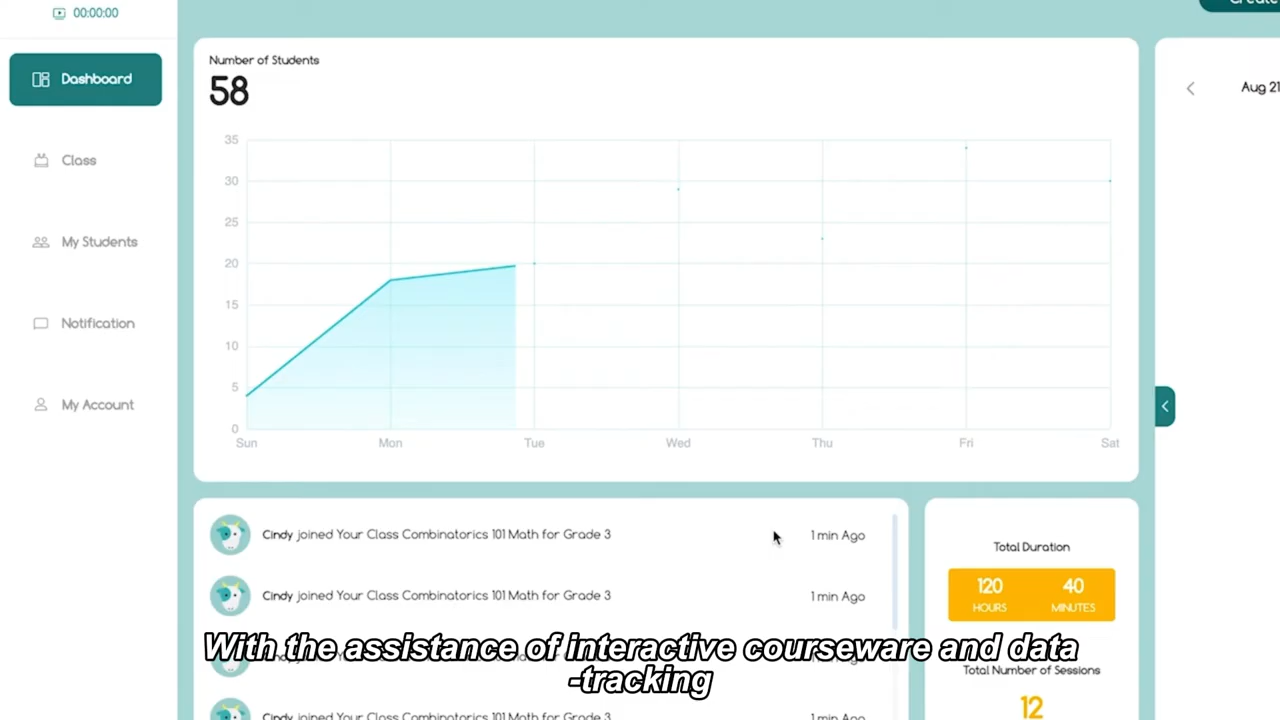 00:00:00
Create
Dashboard
Class
My Students
Notification
My Account
Number of Students
58
35
30
25
20
15
10
5
0
Sun Mon Tue Wed Thu Fri Sat
Aug 21
Cindy joined Your Class Combinatorics 101 Math for Grade 3 1 min Ago
Cindy joined Your Class Combinatorics 101 Math for Grade 3 1 min Ago
Cindy joined Your Class Combinatorics 101 Math for Grade 3 1 min Ago
Total Duration
120 40
HOURS MINUTES
Total Number of Sessions
12
With the assistance of interactive courseware and data
-tracking